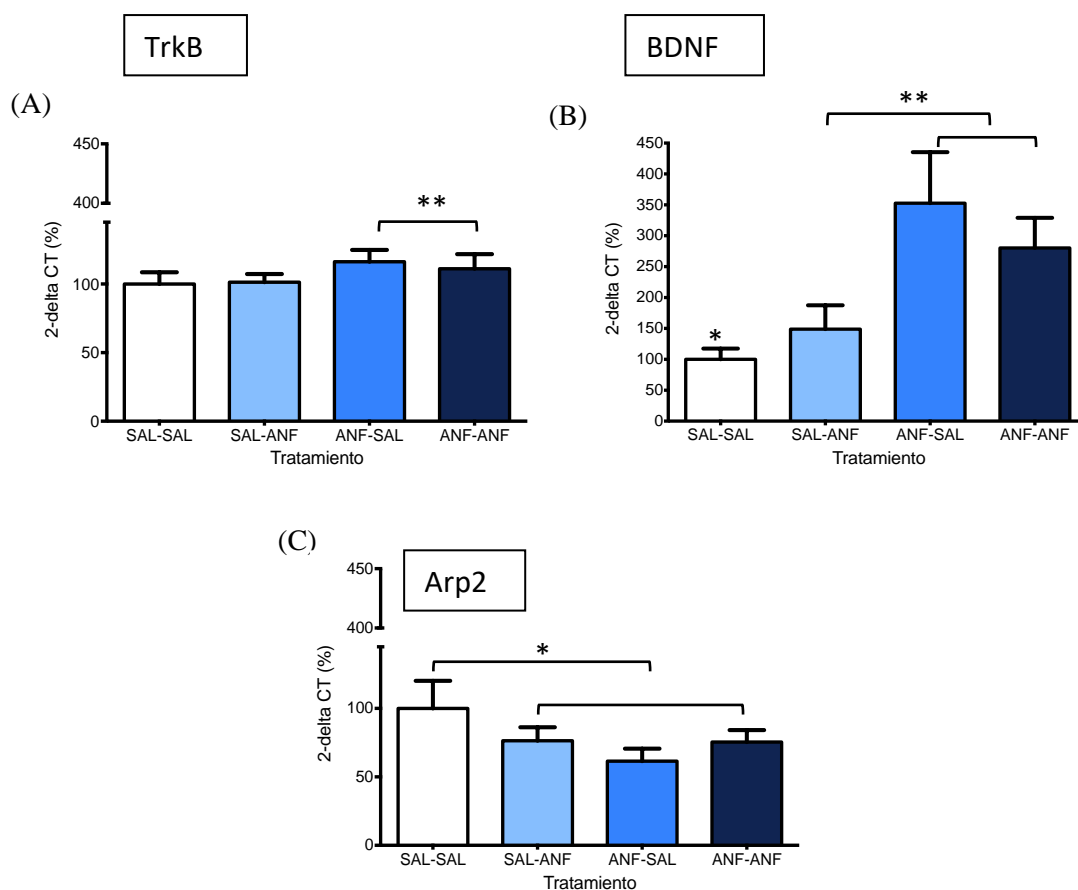 TrkB
(A)
**
450
400
100
50
0
2-delta CT (%)
SAL-SAL SAL-ANF ANF-SAL ANF-ANF
Tratamiento
BDNF
(B)
**
*
450
400
350
300
250
200
150
100
50
0
2-delta CT (%)
SAL-SAL SAL-ANF ANF-SAL ANF-ANF
Tratamiento
(C)
Arp2
*
450
400
100
50
0
2-delta CT (%)
SAL-SAL SAL-ANF ANF-SAL ANF-ANF
Tratamiento